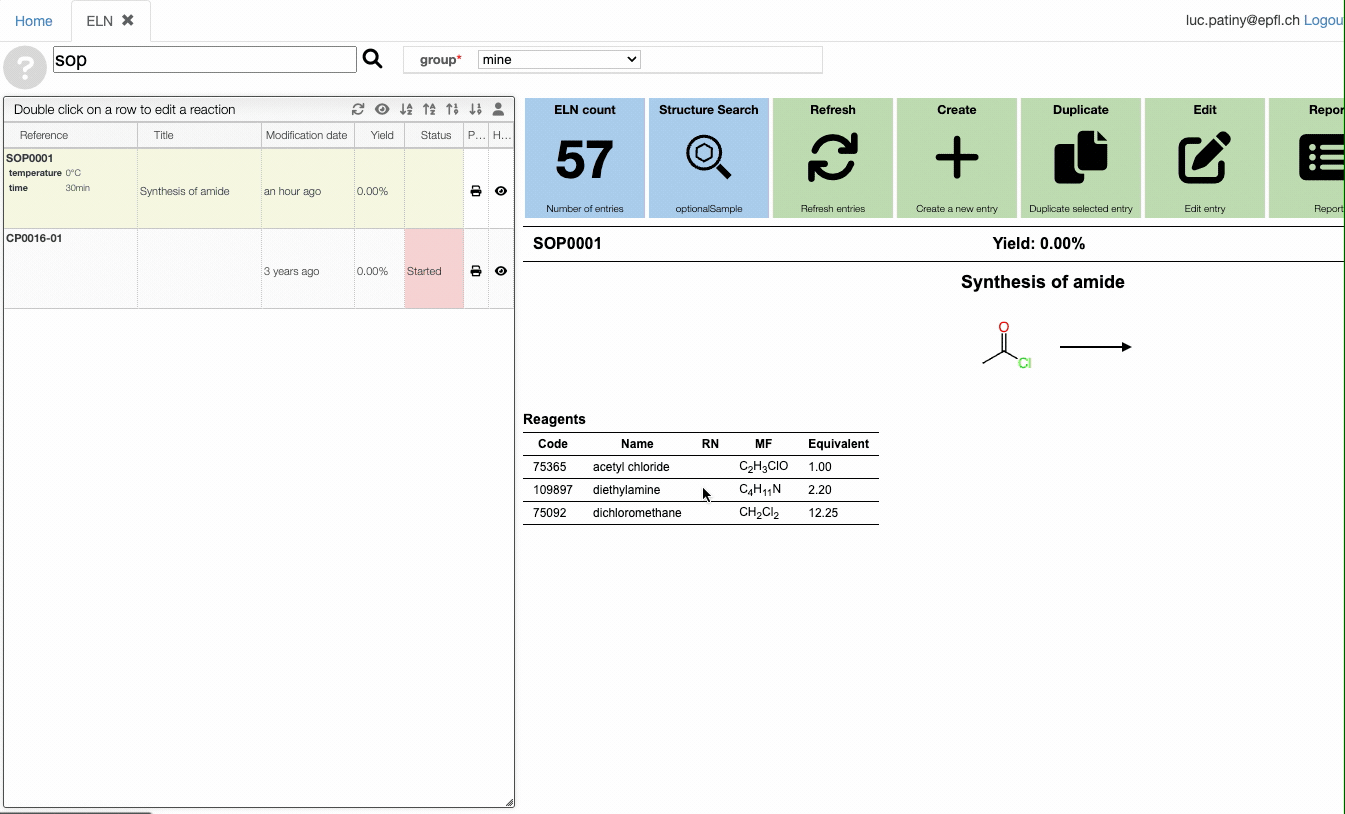 Home
ELN
luc.patiny@epfl.ch Logou
?
sop
group* mine
Double click on a row to edit a reaction
Reference Title Modification date Yield Status P... H...
SOP0001
temperature 0°C
time 30min
Synthesis of amide an hour ago 0.00%
CP0016-01
3 years ago 0.00% Started
ELN count Structure Search Refresh Create Duplicate Edit Repor
57
Number of entries optionalSample Refresh entries Create a new entry Duplicate selected entry Edit entry Report
SOP0001 Yield: 0.00%
Synthesis of amide
O
Cl
Reagents
Code Name RN MF Equivalent
75365 acetyl chloride C₂H₃ClO 1.00
109897 diethylamine C₄H₁₁N 2.20
75092 dichloromethane CH₂Cl₂ 12.25